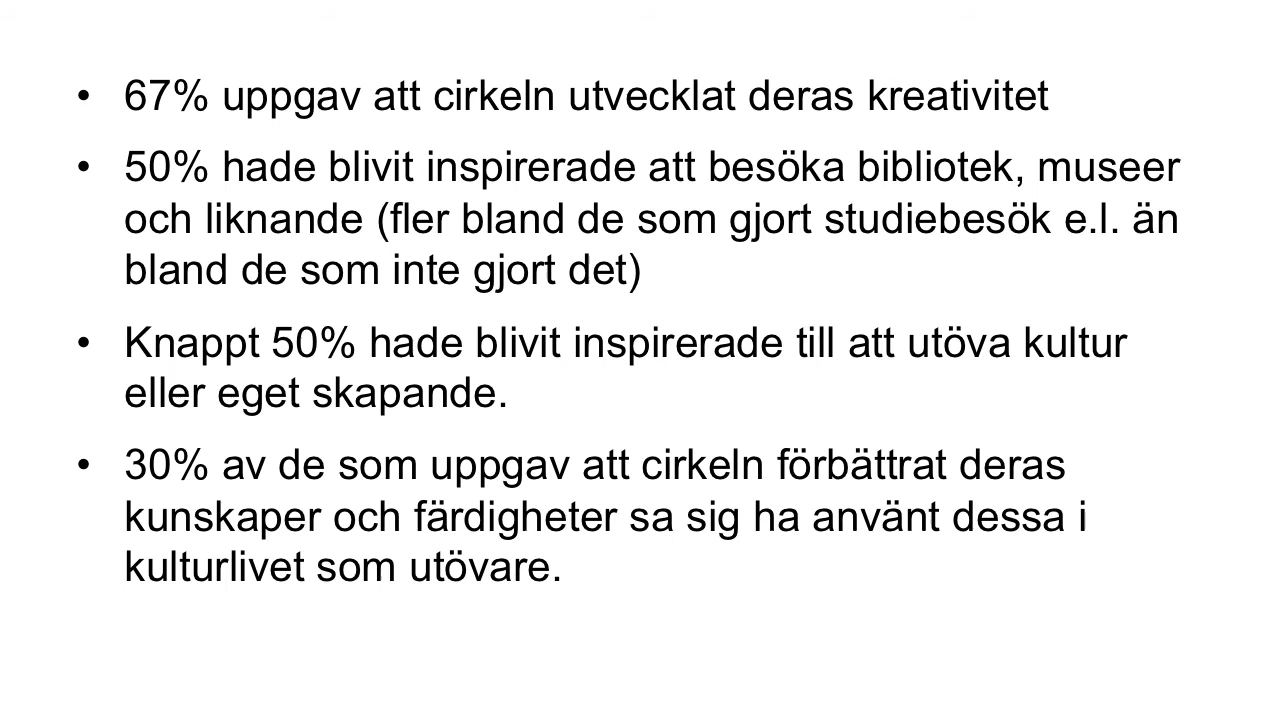 • 67% uppgav att cirkeln utvecklat deras kreativitet
• 50% hade blivit inspirerade att besöka bibliotek, museer
och liknande (fler bland de som gjort studiebesök e.l. än
bland de som inte gjort det)
• Knappt 50% hade blivit inspirerade till att utöva kultur
eller eget skapande.
• 30% av de som uppgav att cirkeln förbättrat deras
kunskaper och färdigheter sa sig ha använt dessa i
kulturlivet som utövare.